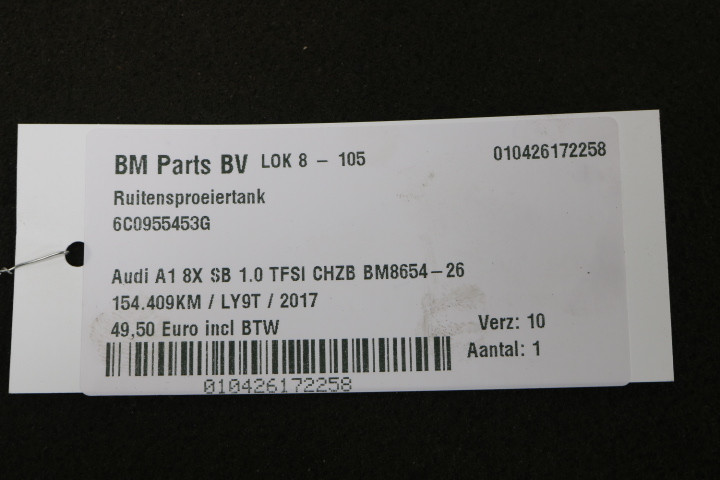 BM Parts BV LOK 8 - 105 010426172258
Ruitensproeiertank
6C0955453G
Audi A1 8X SB 1.0 TFSI CHZB BM8654-26
154.409KM / LY9T / 2017
49,50 Euro incl BTW Verz: 10
Aantal: 1
010426172258